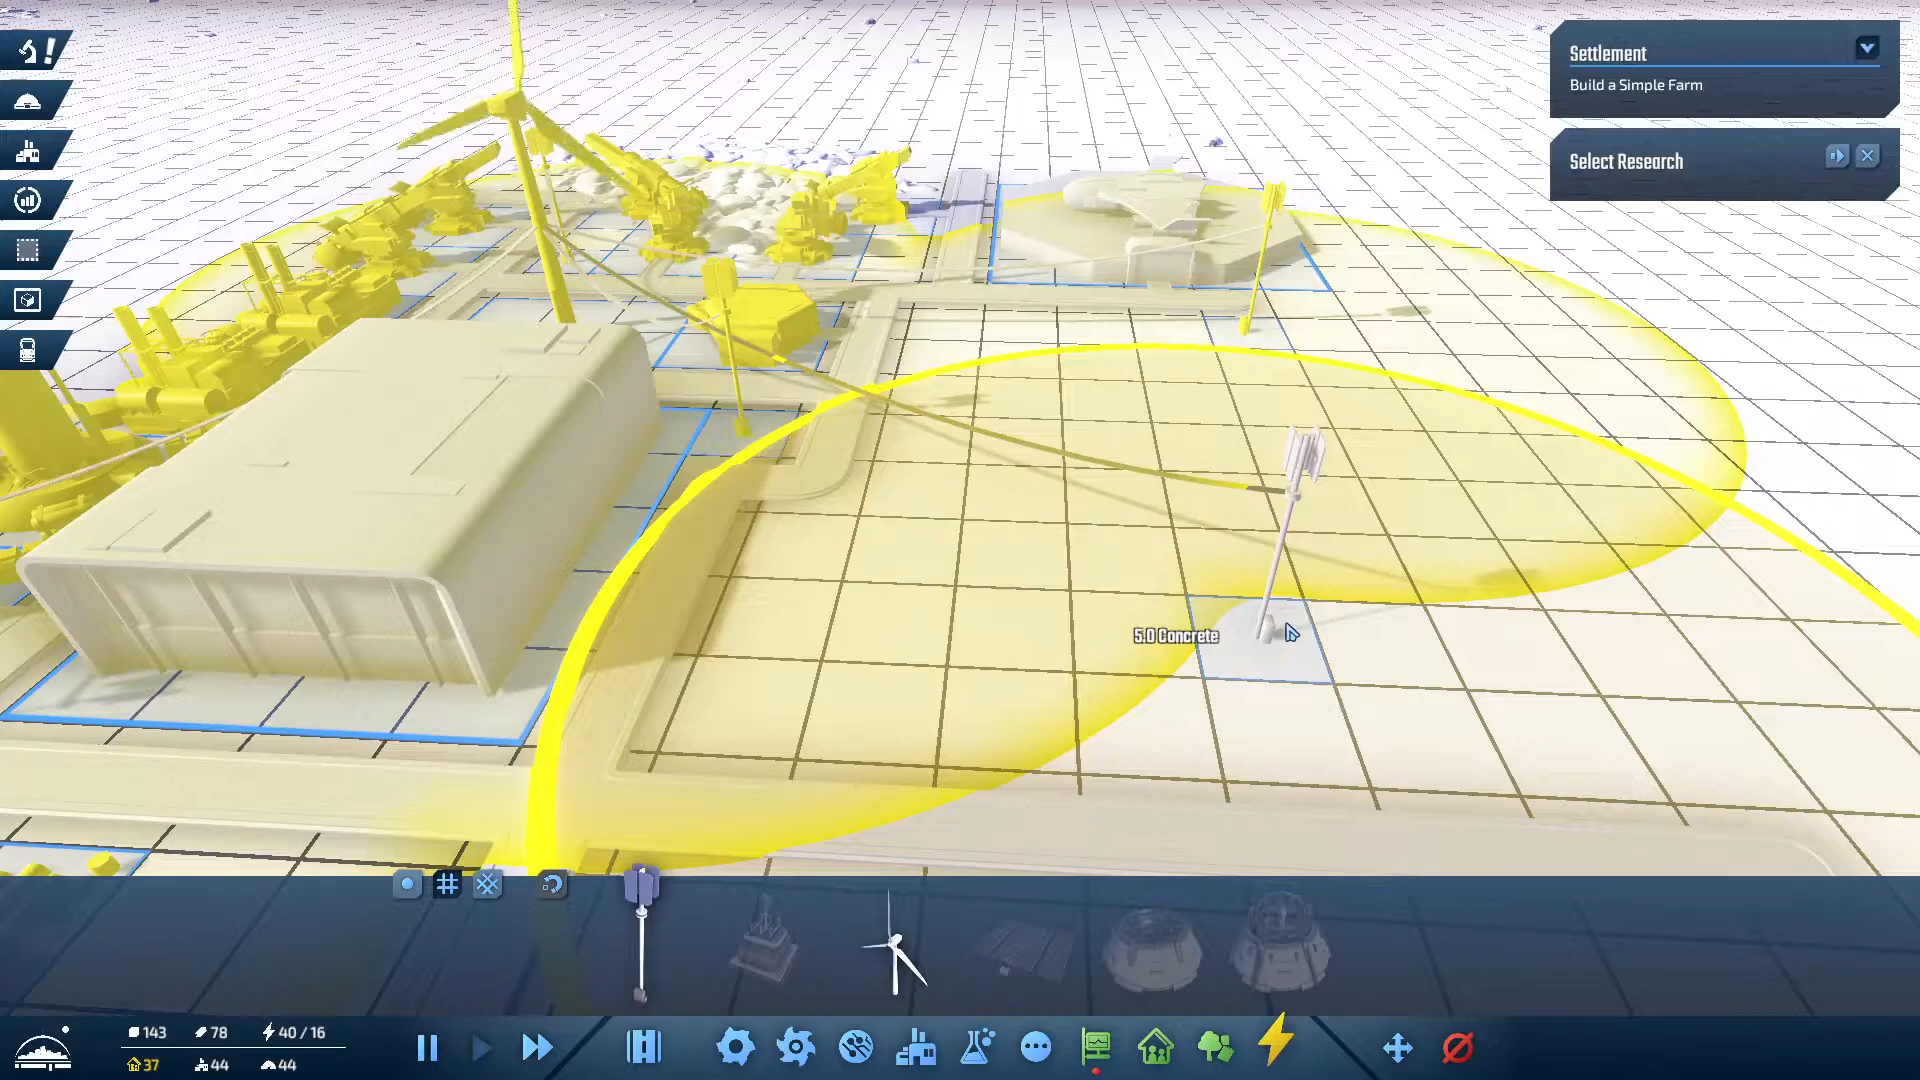 Settlement
Build a Simple Farm
Select Research
5.0 Concrete
143 78 40 / 16
37 44 44